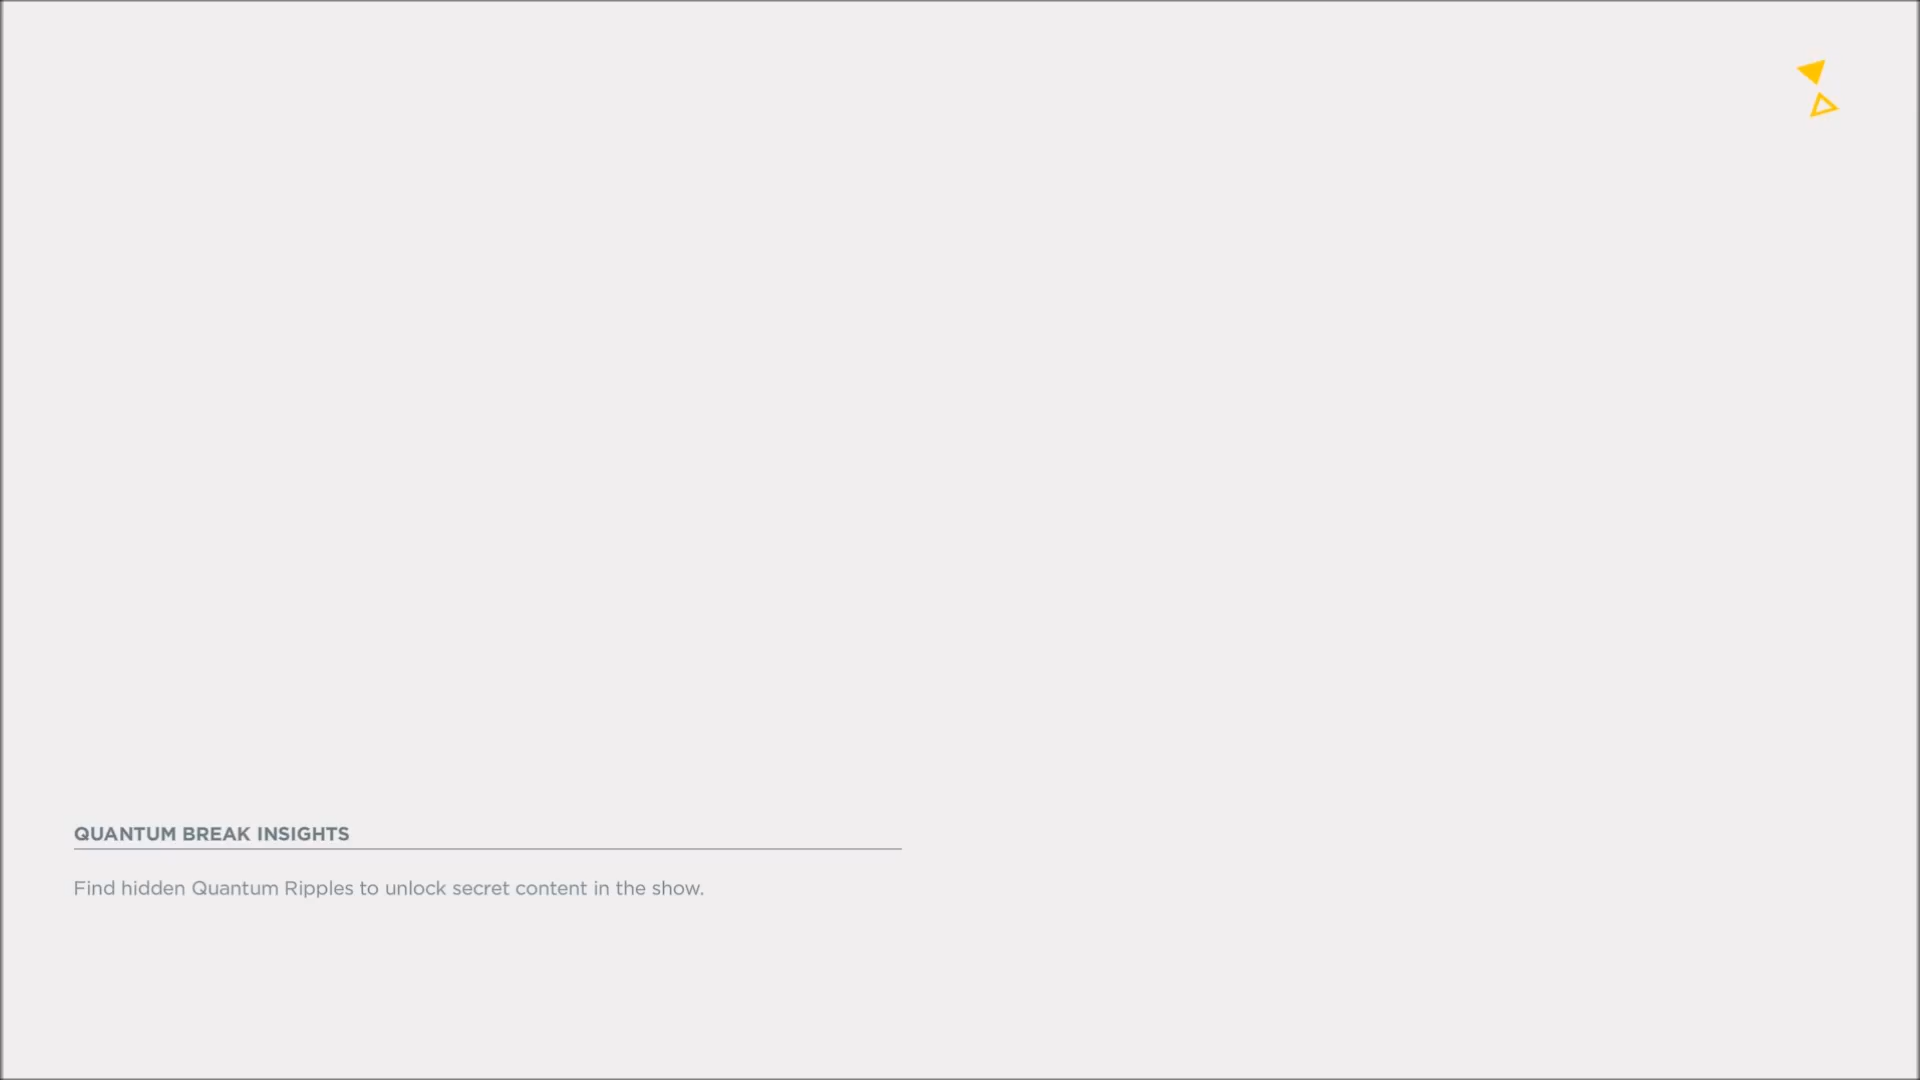 QUANTUM BREAK INSIGHTS
Find hidden Quantum Ripples to unlock secret content in the show.